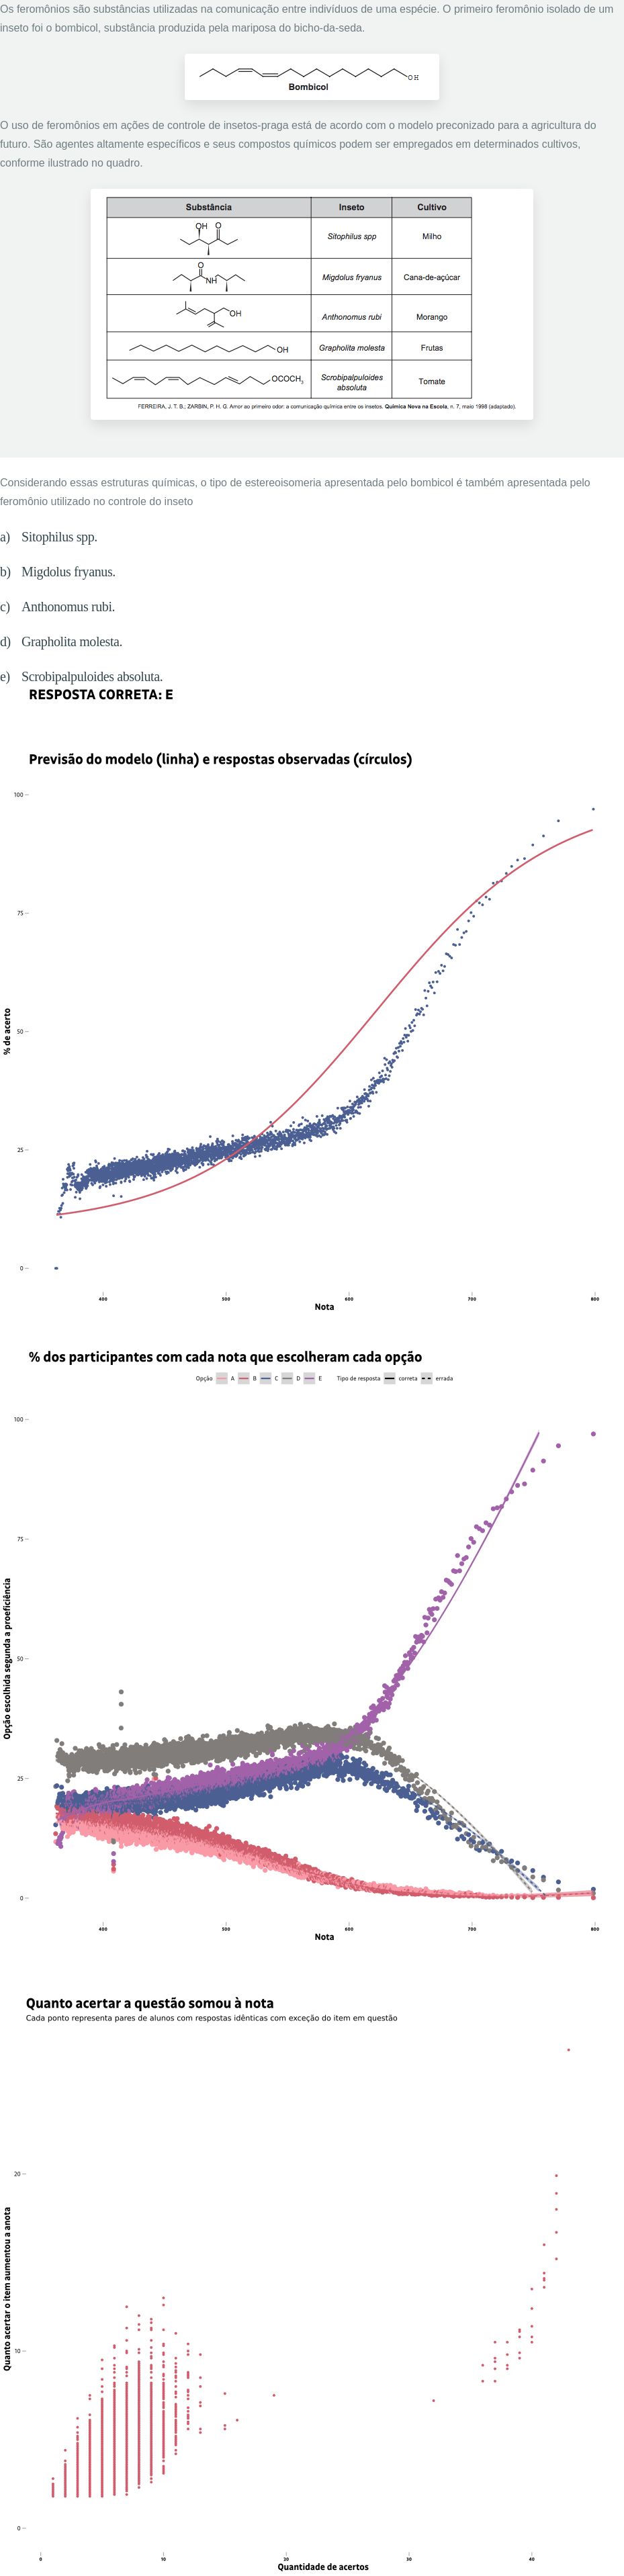 Os feromônios são substâncias utilizadas na comunicação entre indivíduos de uma espécie. O primeiro feromônio isolado de um
inseto foi o bombicol, substância produzida pela mariposa do bicho-da-seda.
OH
Bombicol
O uso de feromônios em ações de controle de insetos-praga está de acordo com o modelo preconizado para a agricultura do
futuro. São agentes altamente específicos e seus compostos químicos podem ser empregados em determinados cultivos,
conforme ilustrado no quadro.
Substância Inseto Cultivo
OH O
Sitophilus spp Milho
O
NH
Migdolus fryanus Cana-de-açúcar
OH
Anthonomus rubi Morango
OH
Grapholita molesta Frutas
OCOCH3
Scrobipalpuloides
absoluta
Tomate
FERREIRA, J. T. B.; ZARBIN, P. H. G. Amor ao primeiro odor: a comunicação química entre os insetos. Química Nova na Escola, n. 7, maio 1998 (adaptado).
Considerando essas estruturas químicas, o tipo de estereoisomeria apresentada pelo bombicol é também apresentada pelo
feromônio utilizado no controle do inseto
a) Sitophilus spp.
b) Migdolus fryanus.
c) Anthonomus rubi.
d) Grapholita molesta.
e) Scrobipalpuloides absoluta.
RESPOSTA CORRETA: E
Previsão do modelo (linha) e respostas observadas (círculos)
100
75
50
25
0
% de acerto
400 500 600 700 800
Nota
% dos participantes com cada nota que escolheram cada opção
Opção A B C D E Tipo de resposta correta errada
100
75
50
25
0
Opção escolhida segunda a proeficiência
400 500 600 700 800
Nota
Quanto acertar a questão somou à nota
Cada ponto representa pares de alunos com respostas idênticas com exceção do item em questão
20
10
0
Quanto acertar o item aumentou a anota
0 10 20 30 40
Quantidade de acertos